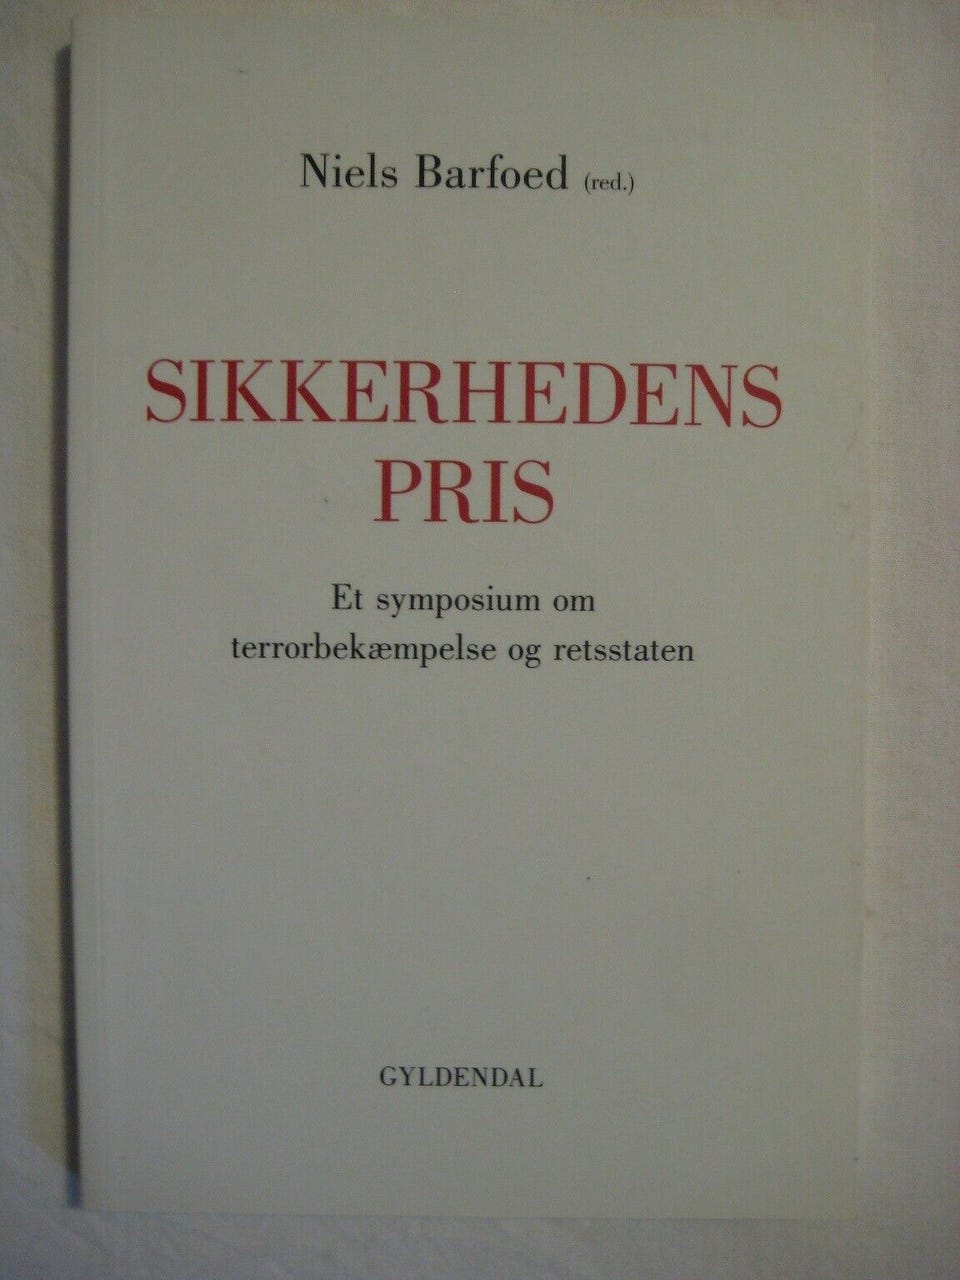 Niels Barfoed (red.)
SIKKERHEDENS
PRIS
Et symposium om
terrorbekæmpelse og retsstaten
GYLDENDAL